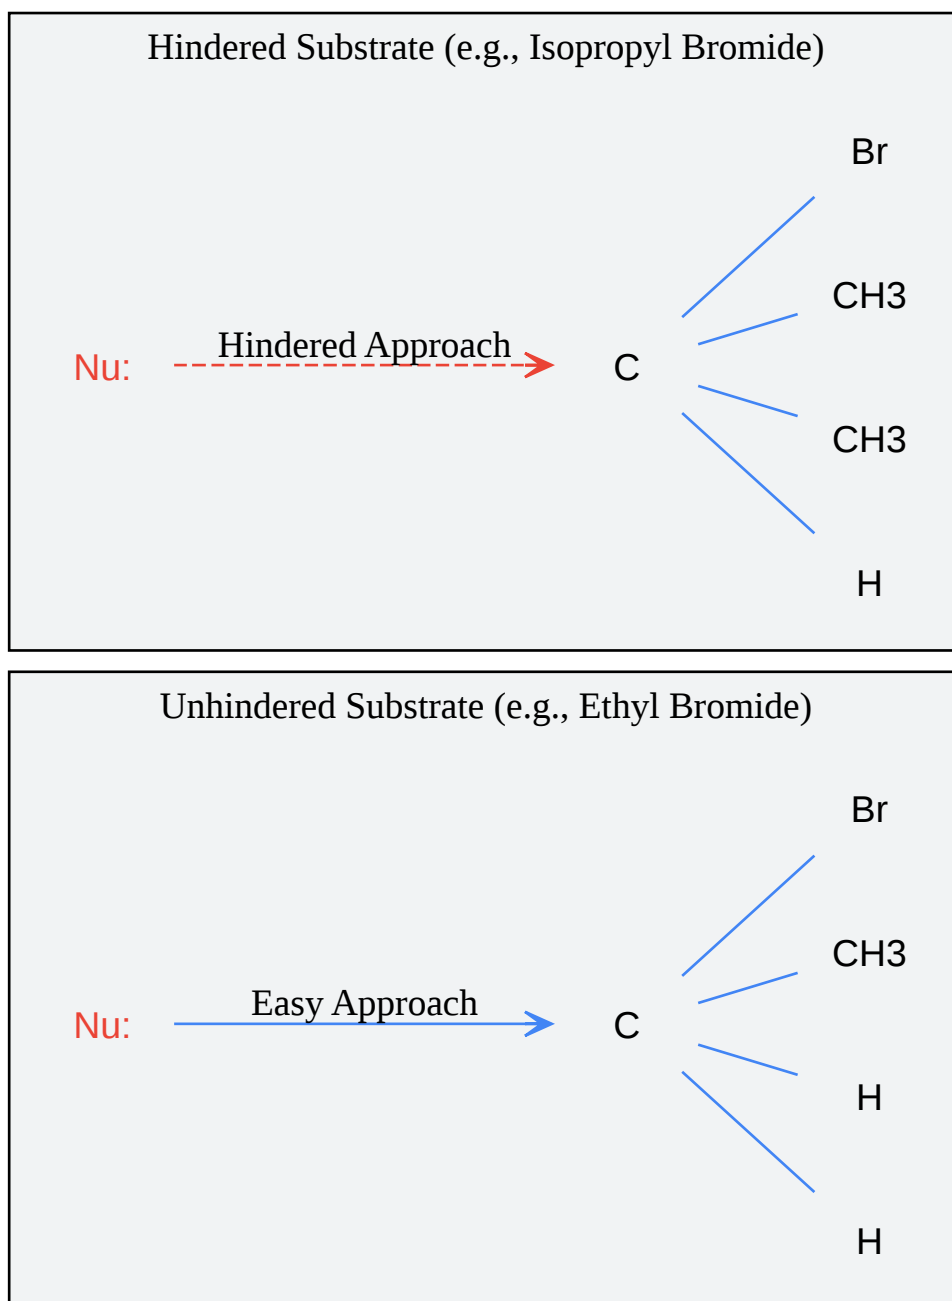 Hindered Substrate (e.g., Isopropyl Bromide)
Br
CH3
Hindered Approach
Nu:
C
CH3
H
Unhindered Substrate (e.g., Ethyl Bromide)
Br
CH3
Easy Approach
Nu:
C
H
H